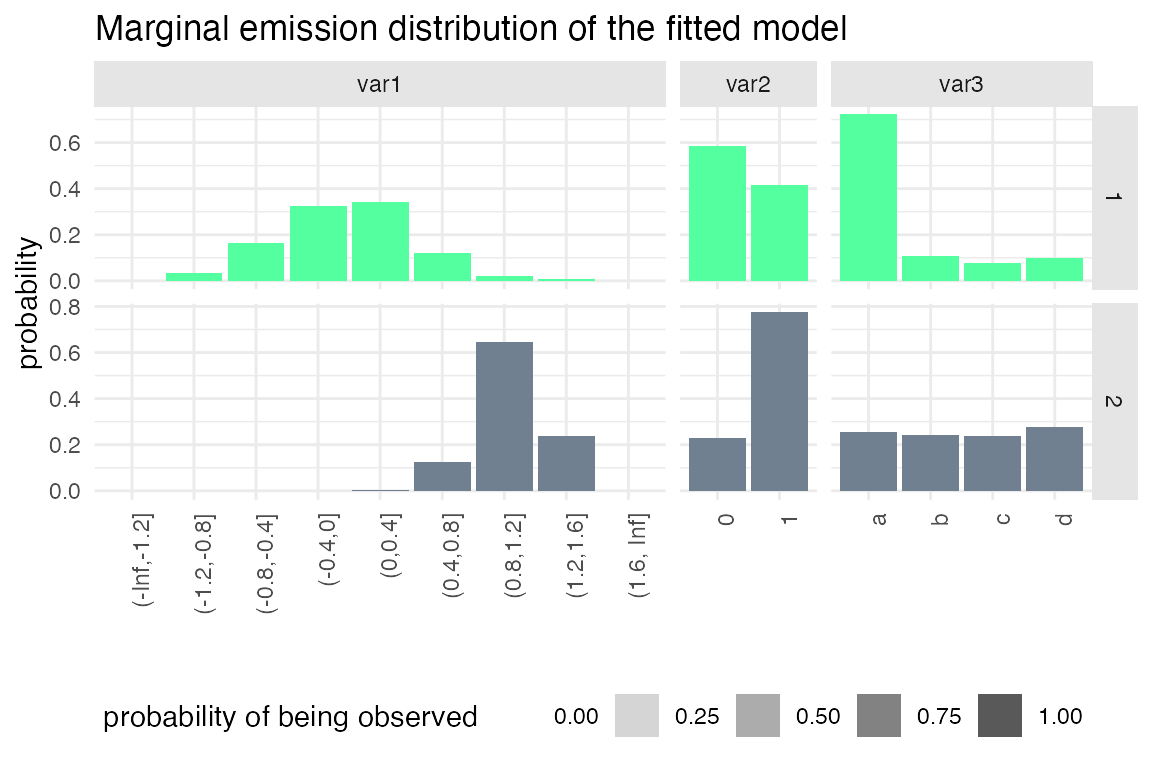 Marginal emission distribution of the fitted model
var1 var2 var3
probability
0.6
0.4
0.2
0.0
1
0.8
0.6
0.4
0.2
0.0
2
(-Inf,-1.2] (-1.2,-0.8] (-0.8,-0.4] (-0.4,0] (0,0.4] (0.4,0.8] (0.8,1.2] (1.2,1.6] (1.6, Inf] 0 1 a b c d
probability of being observed 0.00 0.25 0.50 0.75 1.00